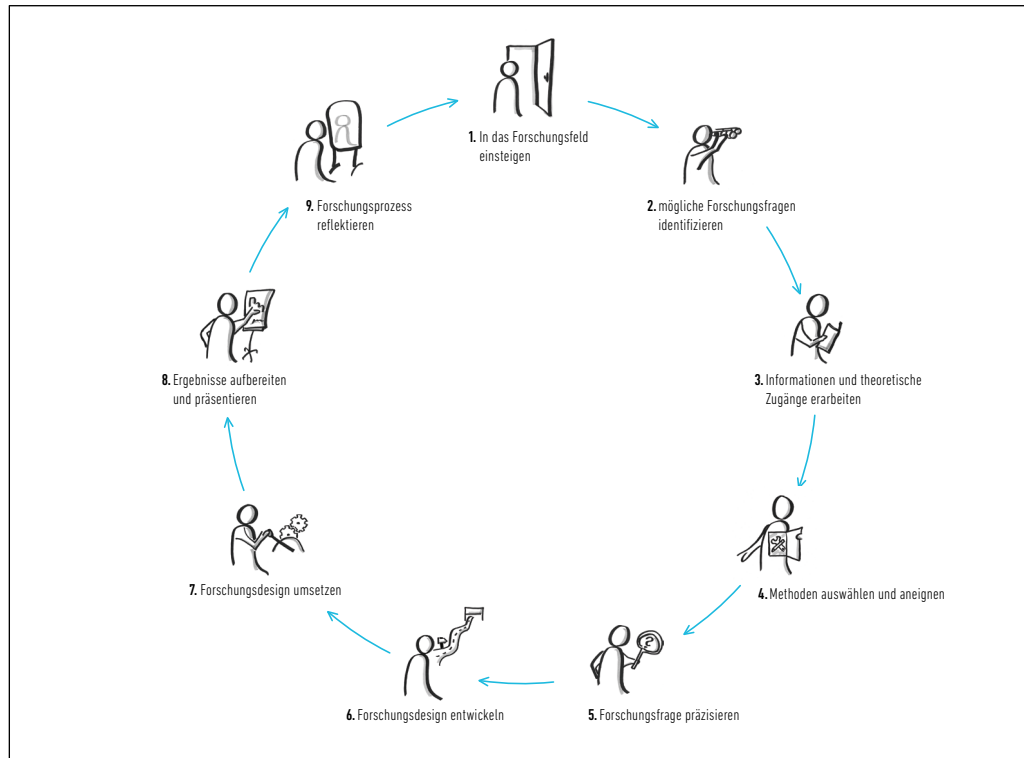 1. In das Forschungsfeld
einsteigen
2. mögliche Forschungsfragen
identifizieren
3. Informationen und theoretische
Zugänge erarbeiten
4. Methoden auswählen und aneignen
?
5. Forschungsfrage präzisieren
6. Forschungsdesign entwickeln
7. Forschungsdesign umsetzen
8. Ergebnisse aufbereiten
und präsentieren
9. Forschungsprozess
reflektieren